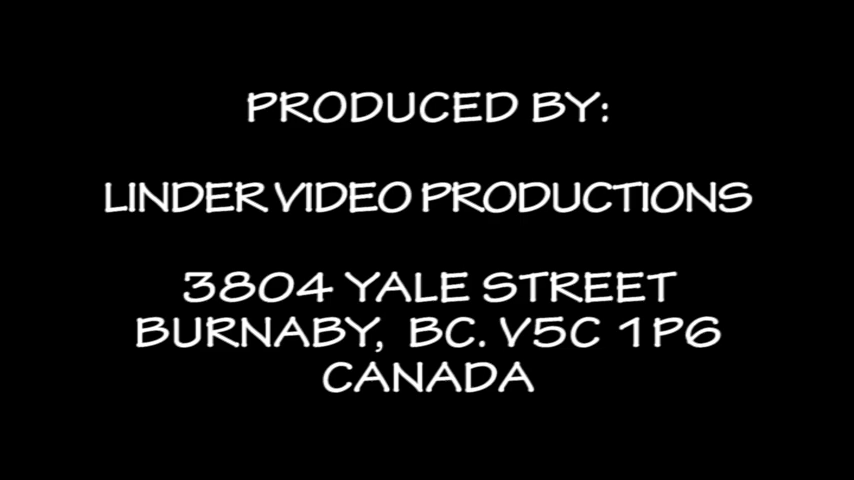 PRODUCED BY:
LINDER VIDEO PRODUCTIONS
3804 YALE STREET
BURNABY, BC. V5C 1P6
CANADA